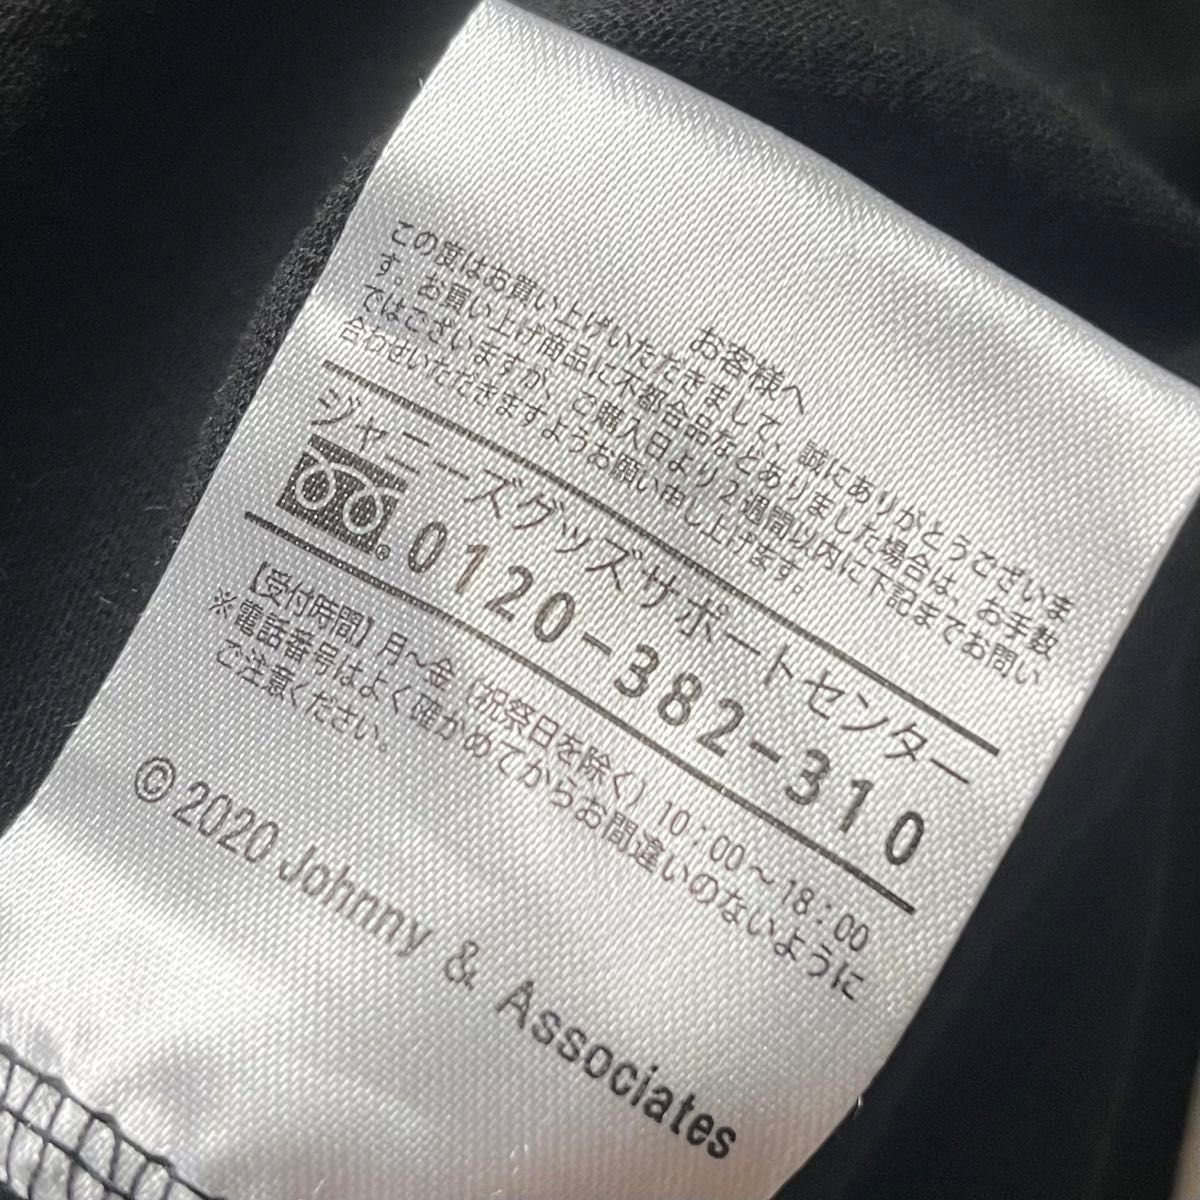 お客様へ
この度はお買い上げいただきまして、誠にありがとうございま
す。お買い上げ商品に不都合品などありました場合は、お手数
ではございますが、ご購入日より2週間以内に下記までお問い
合わせいただきますようお願い申し上げます。
ジャニーズグッズサポートセンター
0120-382-310
【受付時間】月〜金（祝祭日を除く）10：00〜18：00
※電話番号はよく確かめてからお間違いのないように
ご注意ください。
© 2020 Johnny & Associates